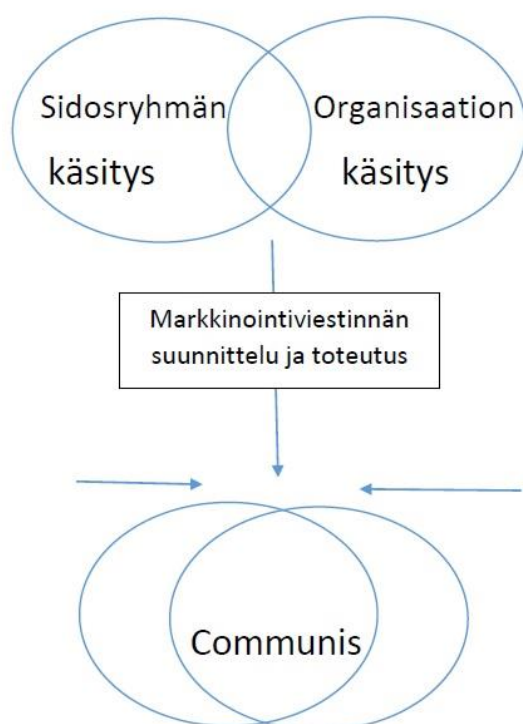 Sidosryhmän
käsitys
Organisaation
käsitys
Markkinointiviestinnän
suunnittelu ja toteutus
Communis